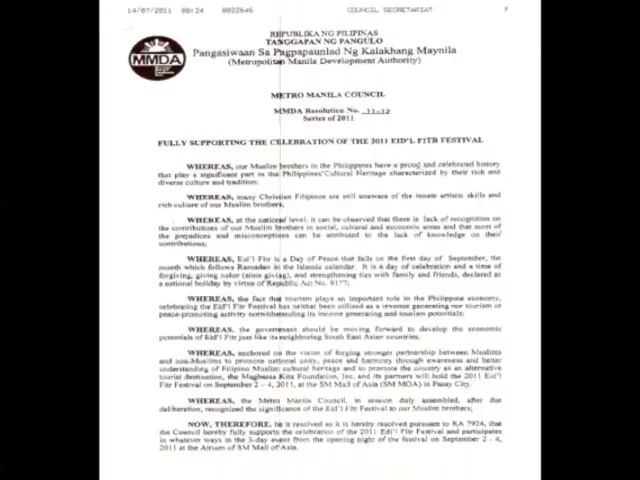 14/07/2011 00:24 0022646 COUNCIL SECRETARIAT P
REPUBLIKA NG PILIPINAS
TANGGAPAN NG PANGULO
Pangasiwaan Sa Pagpapaunlad Ng Kalakhang Maynila
(Metropolitan Manila Development Authority)
MMDA
METRO MANILA COUNCIL
MMDA Resolution No. 11-12
Series of 2011
FULLY SUPPORTING THE CELEBRATION OF THE 2011 EID'L FITR FESTIVAL
WHEREAS, our Muslim brothers in the Philippines have a proud and celebrated history
that play a significant part in the Philippines' Cultural Heritage characterized by their rich and
diverse culture and tradition;
WHEREAS, many Christian Filipinos are still unaware of the innate artistic skills and
rich culture of our Muslim brothers;
WHEREAS, at the national level, it can be observed that there is lack of recognition on
the contributions of our Muslim brothers in social, cultural and economic areas and that most of
the prejudices and misconceptions can be attributed to the lack of knowledge on their
contributions;
WHEREAS, Eid'l Fitr is a Day of Peace that falls on the first day of September, the
month which follows Ramadan in the Islamic calendar. It is a day of celebration and a time of
forgiving, giving zakat (alms giving), and strengthening ties with family and friends, declared as
a national holiday by virtue of Republic Act No. 9177;
WHEREAS, the fact that tourism plays an important role in the Philippine economy,
celebrating the Eid'l Fitr Festival has neither been utilized as a revenue generating nor tourism or
peace-promoting activity notwithstanding its income generating and tourism potentials;
WHEREAS, the government should be moving forward to develop the economic
potentials of Eid'l Fitr just like its neighboring South East Asian countries;
WHEREAS, anchored on the vision of forging stronger partnership between Muslims
and non-Muslims to promote national unity, peace and harmony through awareness and better
understanding of Filipino Muslim cultural heritage and to promote the country as an alternative
tourist destination, the Magbassa Kita Foundation, Inc. and its partners will hold the 2011 Eid'l
Fitr Festival on September 2 - 4, 2011, at the SM Mall of Asia (SM MOA) in Pasay City.
WHEREAS, the Metro Manila Council, in session duly assembled, after due
deliberation, recognized the significance of the Eid'l Fitr Festival to our Muslim brothers;
NOW, THEREFORE, be it resolved as it is hereby resolved pursuant to RA 7924, that
the Council hereby fully supports the celebration of the 2011 Eid'l Fitr Festival and participates
in whatever ways in the 3-day event from the opening night of the festival on September 2 - 4,
2011 at the Atrium of SM Mall of Asia.